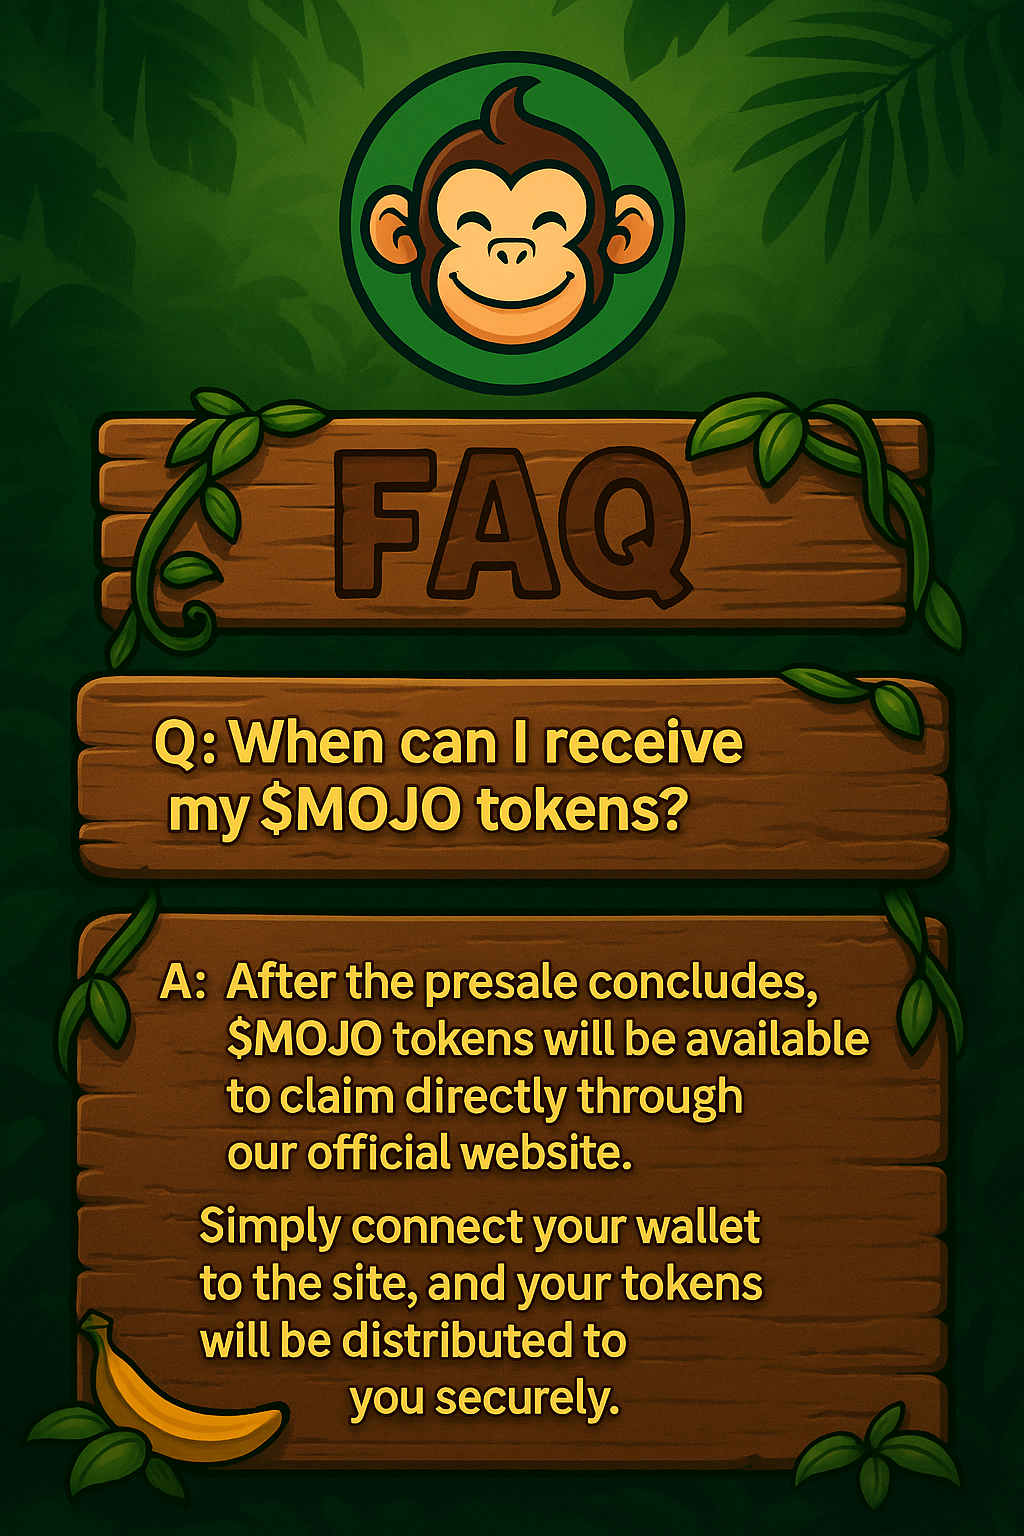 FAQ
Q: When can I receive
my $MOJO tokens?
A: After the presale concludes,
$MOJO tokens will be available
to claim directly through
our official website.
Simply connect your wallet
to the site, and your tokens
will be distributed to
you securely.